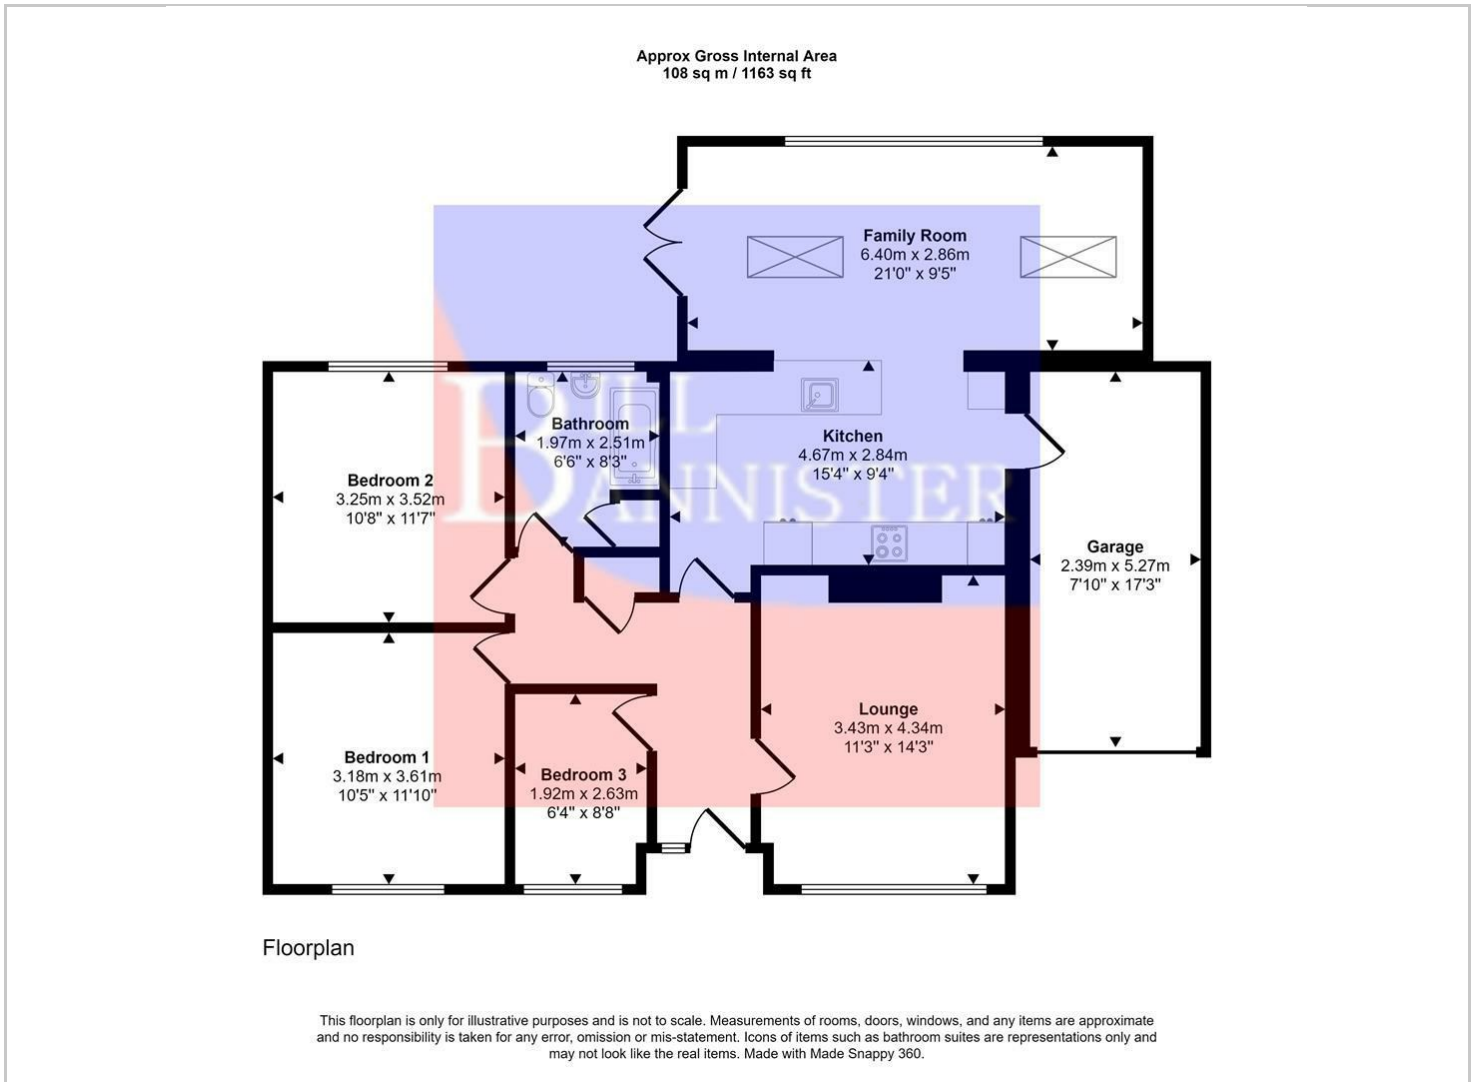 Approx Gross Internal Area
108 sq m / 1163 sq ft
Family Room
6.40m x 2.86m
21'0" x 9'5"
BILL
BANNISTER
Bathroom
1.97m x 2.51m
6'6" x 8'3"
Kitchen
4.67m x 2.84m
15'4" x 9'4"
Bedroom 2
3.25m x 3.52m
10'8" x 11'7"
Garage
2.39m x 5.27m
7'10" x 17'3"
Lounge
3.43m x 4.34m
11'3" x 14'3"
Bedroom 1
3.18m x 3.61m
10'5" x 11'10"
Bedroom 3
1.92m x 2.63m
6'4" x 8'8"
Floorplan
This floorplan is only for illustrative purposes and is not to scale. Measurements of rooms, doors, windows, and any items are approximate
and no responsibility is taken for any error, omission or mis-statement. Icons of items such as bathroom suites are representations only and
may not look like the real items. Made with Made Snappy 360.